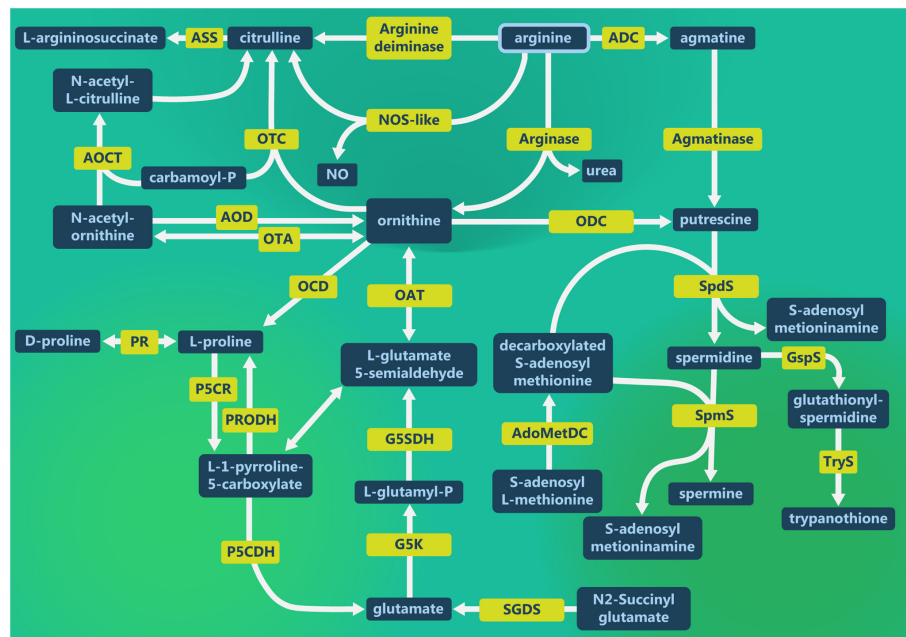 L-argininosuccinate
ASS
citrulline
Arginine
deiminase
arginine
ADC
agmatine
N-acetyl-
L-citrulline
NOS-like
OTC
Arginase
Agmatinase
AOCT
carbamoyl-P
NO
urea
N-acetyl-
ornithine
AOD
OTA
ornithine
ODC
putrescine
OCD
OAT
SpdS
S-adenosyl
metioninamine
D-proline
PR
L-proline
L-glutamate
5-semialdehyde
decarboxylated
S-adenosyl
methionine
spermidine
GspS
P5CR
PRODH
glutathionyl-
spermidine
SpmS
G5SDH
AdoMetDC
TryS
L-1-pyrroline-
5-carboxylate
L-glutamyl-P
S-adenosyl
L-methionine
spermine
trypanothione
S-adenosyl
metioninamine
P5CDH
G5K
glutamate
SGDS
N2-Succinyl
glutamate